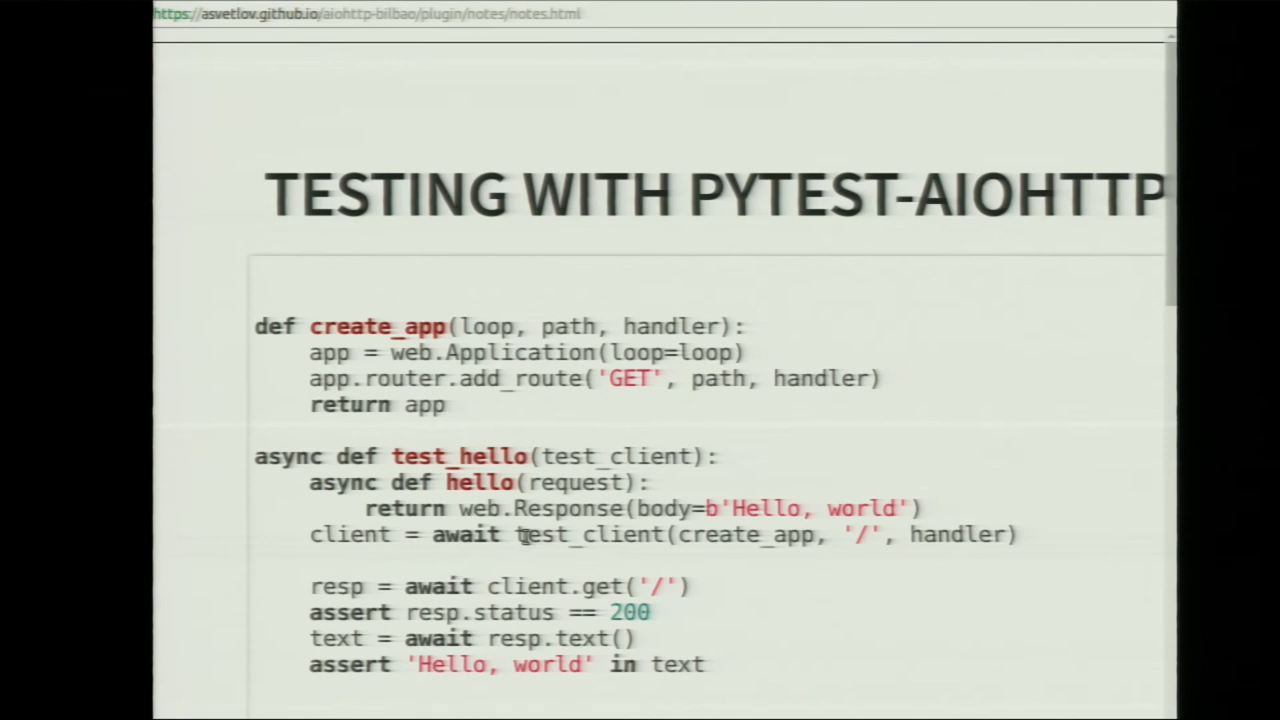 https://asvetlov.github.io/aiohttp-bilbao/plugin/notes/notes.html
TESTING WITH PYTEST-AIOHTTP
def create_app(loop, path, handler):
    app = web.Application(loop=loop)
    app.router.add_route('GET', path, handler)
    return app
async def test_hello(test_client):
    async def hello(request):
        return web.Response(body=b'Hello, world')
    client = await test_client(create_app, '/', handler)
    resp = await client.get('/')
    assert resp.status == 200
    text = await resp.text()
    assert 'Hello, world' in text